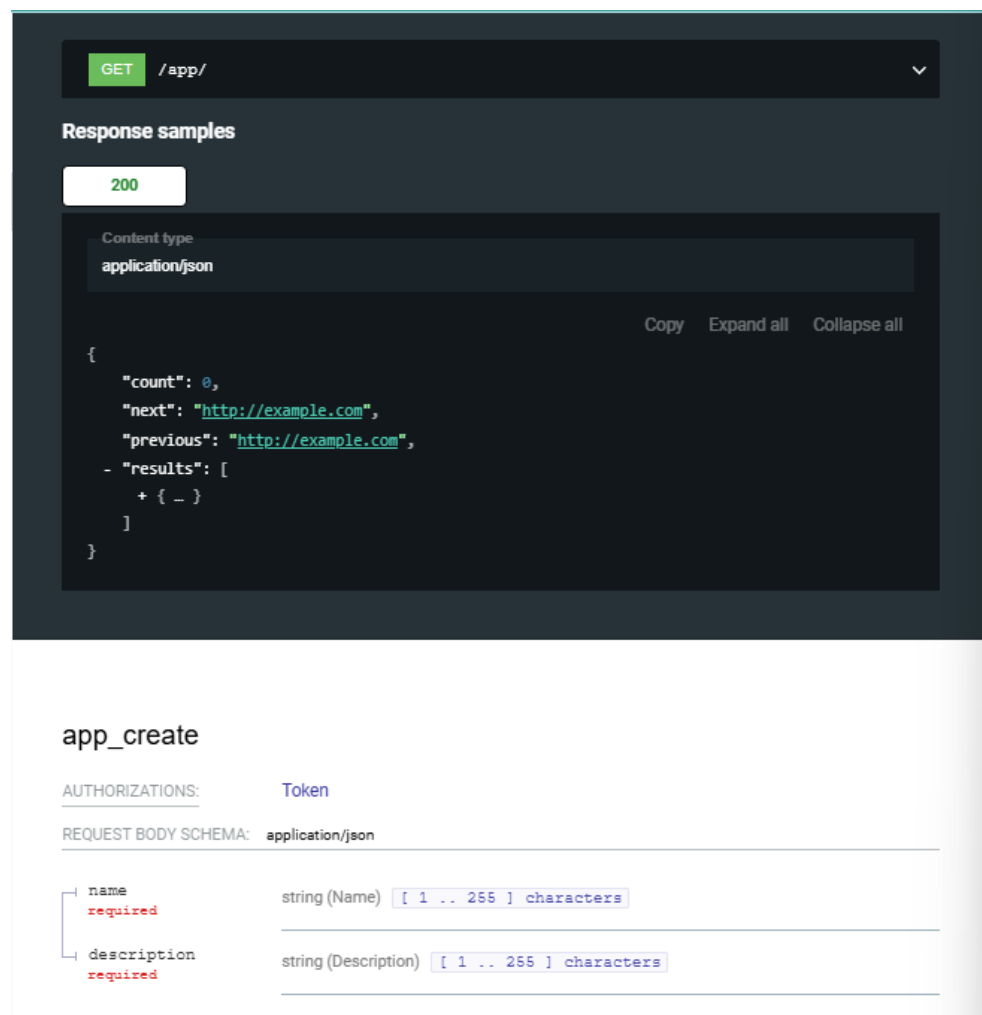 GET /app/
Response samples
200
Content type
application/json
Copy Expand all Collapse all
{
"count": 0,
"next": "http://example.com",
"previous": "http://example.com",
- "results": [
+ { … }
]
}
app_create
AUTHORIZATIONS: Token
REQUEST BODY SCHEMA: application/json
name
required
string (Name) [ 1 .. 255 ] characters
description
required
string (Description) [ 1 .. 255 ] characters